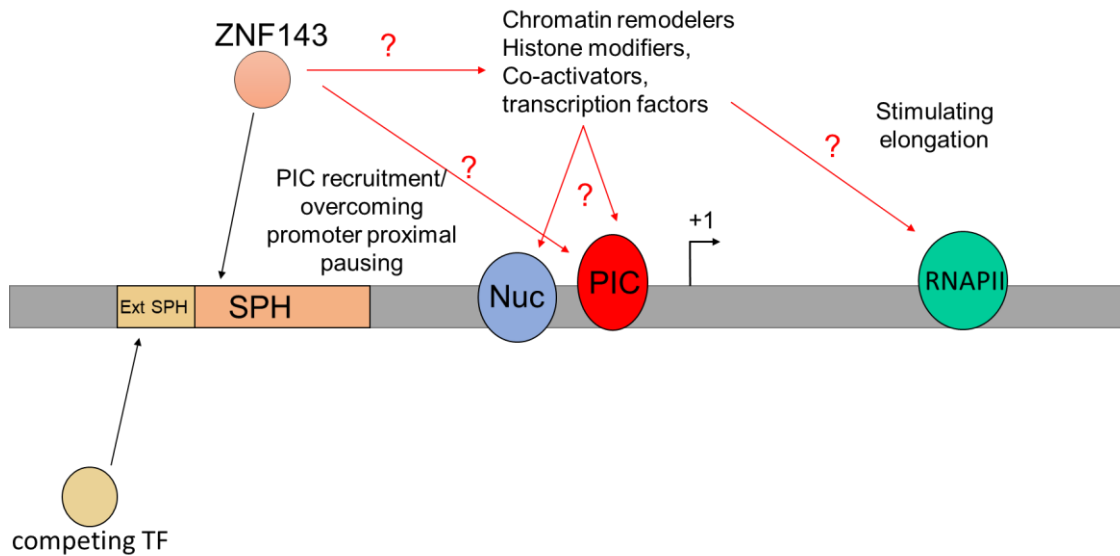 ZNF143
?
Chromatin remodelers
Histone modifiers,
Co-activators,
transcription factors
Stimulating
elongation
?
?
?
PIC recruitment/
overcoming
promoter proximal
pausing
+1
Ext SPH
SPH
Nuc
PIC
RNAPII
competing TF